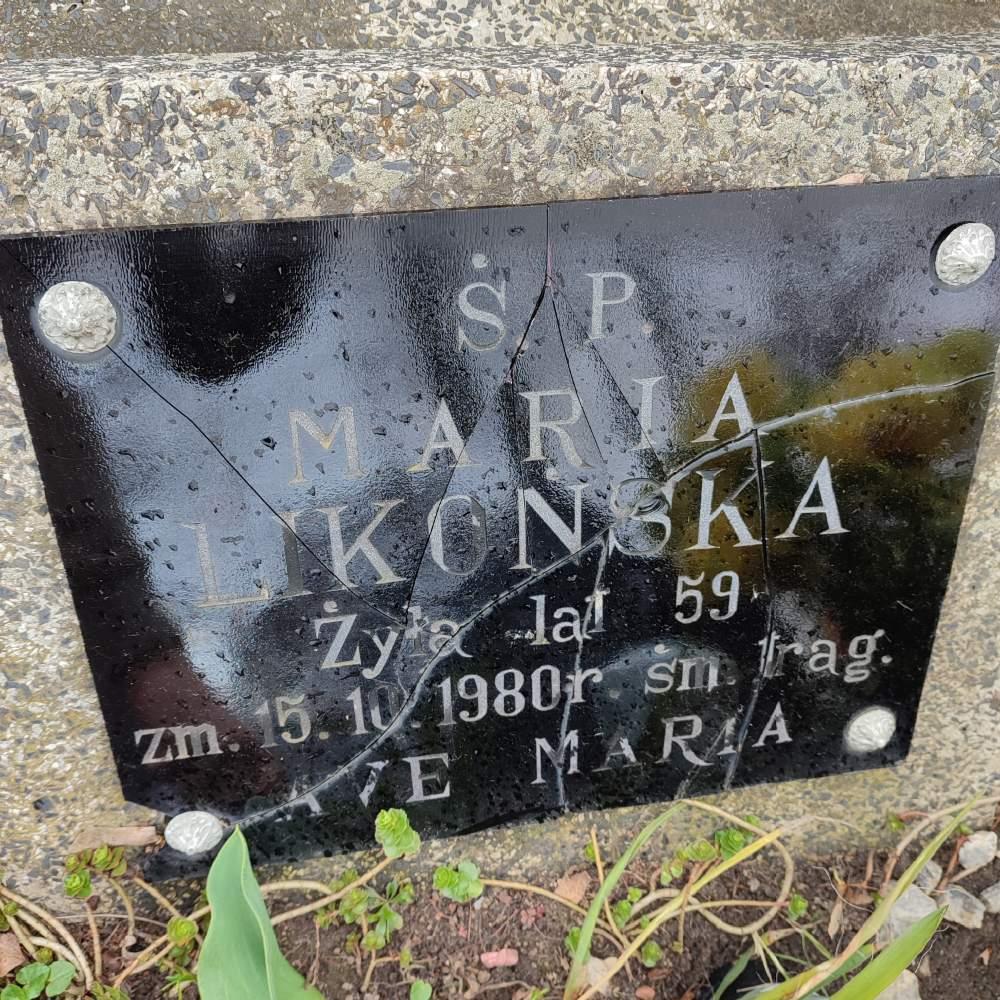 Ś. P.
MARIA
LIKOŃSKA
Żyła lat 59
zm. 15. 10. 1980r śm. trag.
AVE MARIA